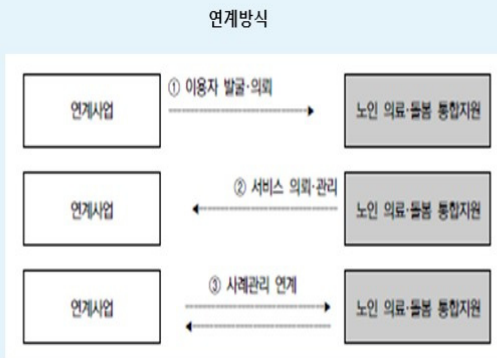 연계방식
① 이용자 발굴·의뢰
연계사업
노인 의료·돌봄 통합지원
② 서비스 의뢰·관리
연계사업
노인 의료·돌봄 통합지원
③ 사례관리 연계
연계사업
노인 의료·돌봄 통합지원